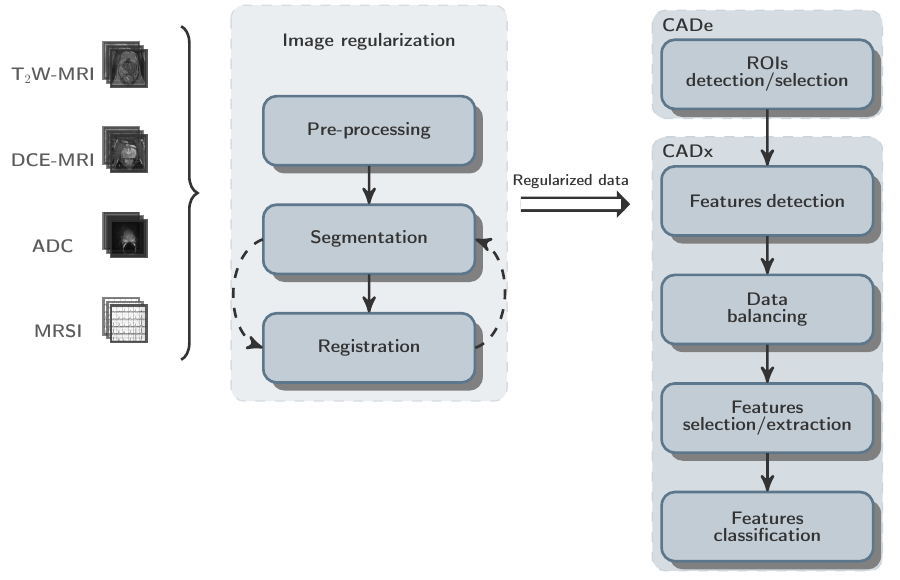 T₂W-MRI
DCE-MRI
ADC
MRSI
Image regularization
Pre-processing
Segmentation
Registration
Regularized data
CADe
ROIs
detection/selection
CADx
Features detection
Data
balancing
Features
selection/extraction
Features
classification